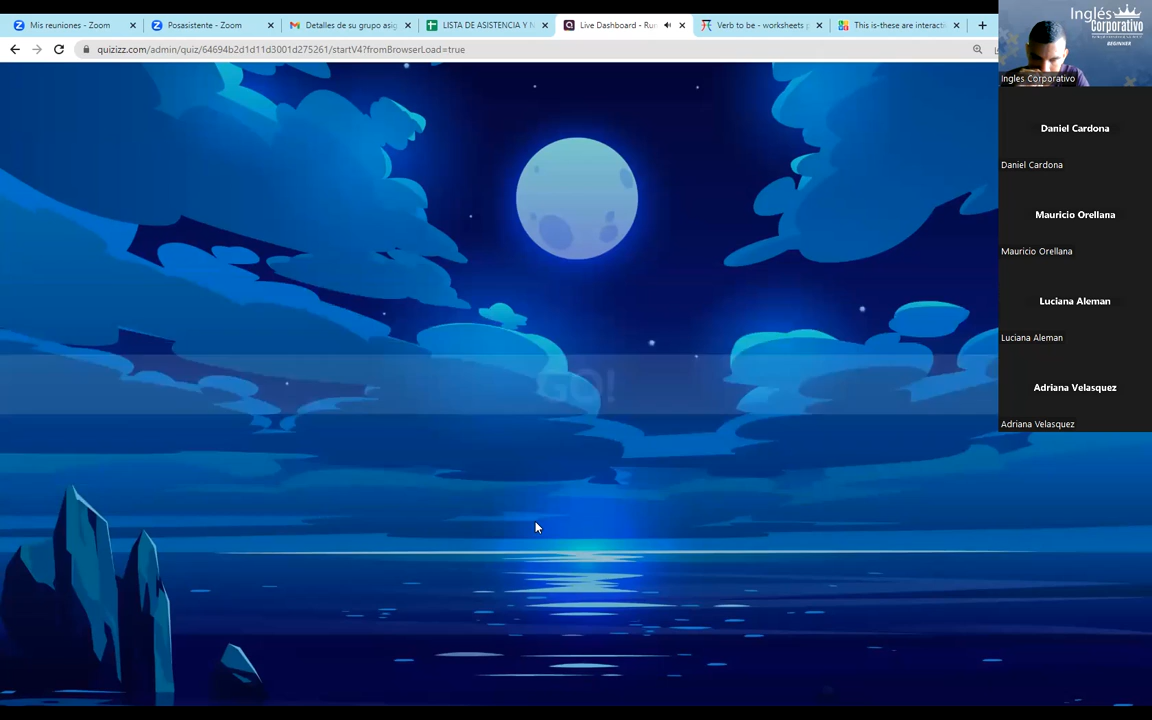 Mis reuniones - Zoom
Posasistente - Zoom
Detalles de su grupo asig
LISTA DE ASISTENCIA Y N
Live Dashboard - Run
Verb to be - worksheets p
This is-these are interacti
quizizz.com/admin/quiz/64694b2d1d11d3001d275261/startV4?fromBrowserLoad=true
Inglés
Corporativo
BEGINNER
Ingles Corporativo
Daniel Cardona
Daniel Cardona
Mauricio Orellana
Mauricio Orellana
Luciana Aleman
Luciana Aleman
GO!
Adriana Velasquez
Adriana Velasquez